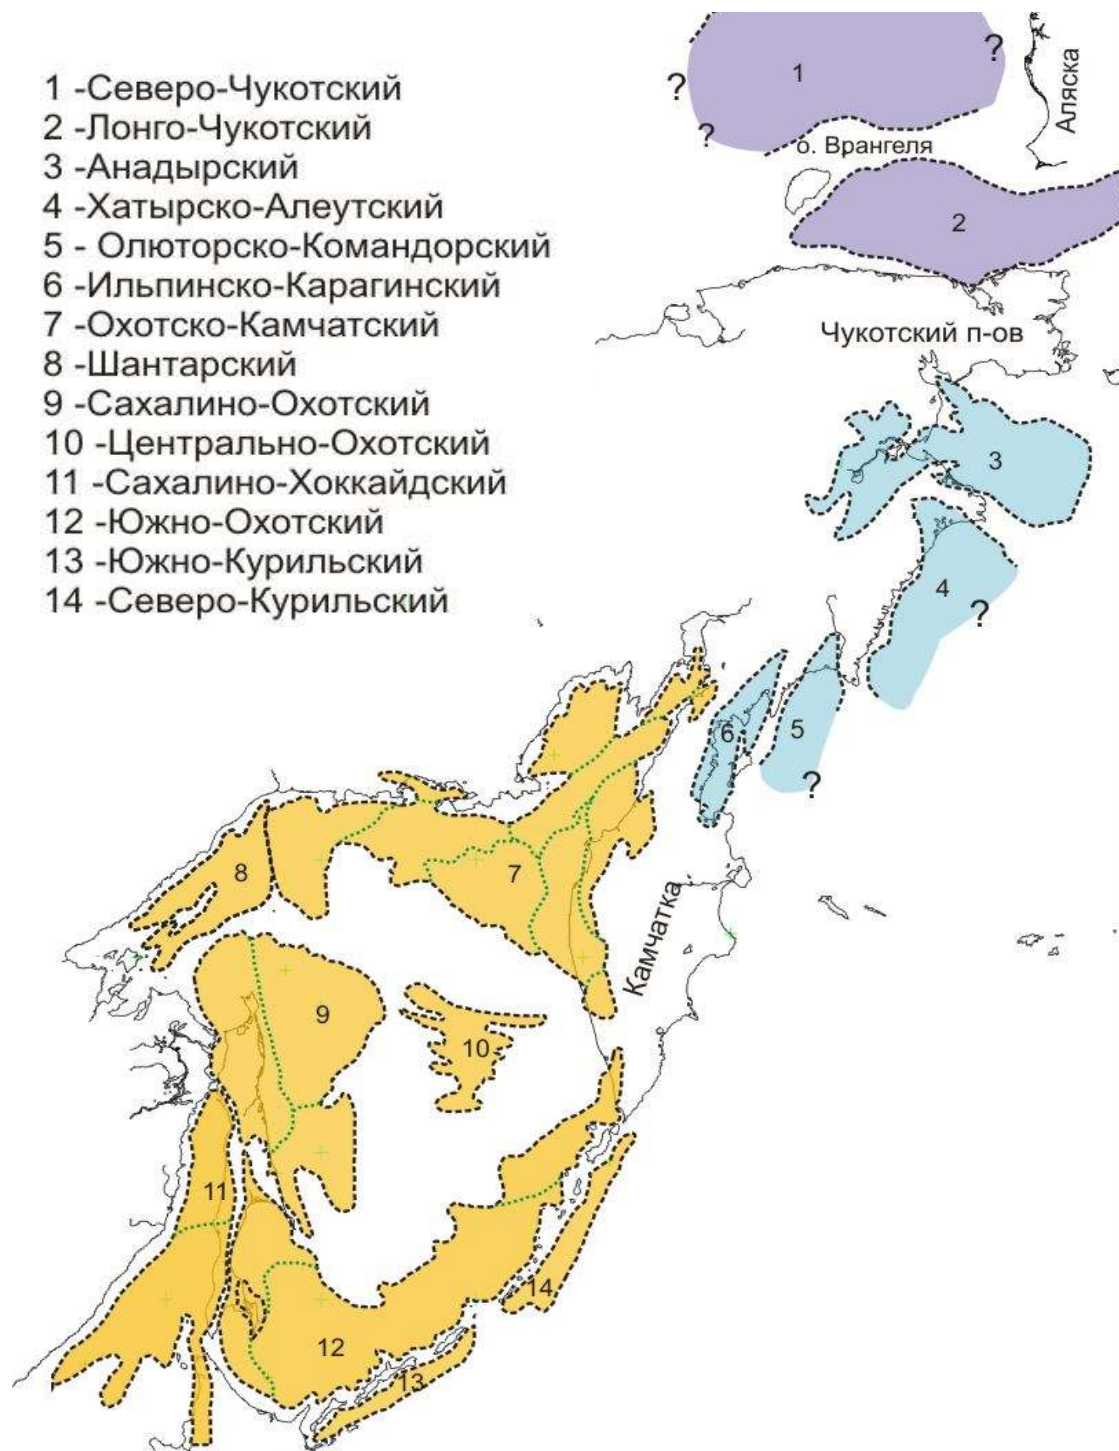 1 -Северо-Чукотский
2 -Лонго-Чукотский
3 -Анадырский
4 -Хатырско-Алеутский
5 - Олюторско-Командорский
6 -Ильпинско-Карагинский
7 -Охотско-Камчатский
8 -Шантарский
9 -Сахалино-Охотский
10 -Центрально-Охотский
11 -Сахалино-Хоккайдский
12 -Южно-Охотский
13 -Южно-Курильский
14 -Северо-Курильский
?
1
?
?
Аляска
о. Врангеля
2
Чукотский п-ов
3
4
?
5
6
?
7
8
Камчатка
9
10
11
12
13
14